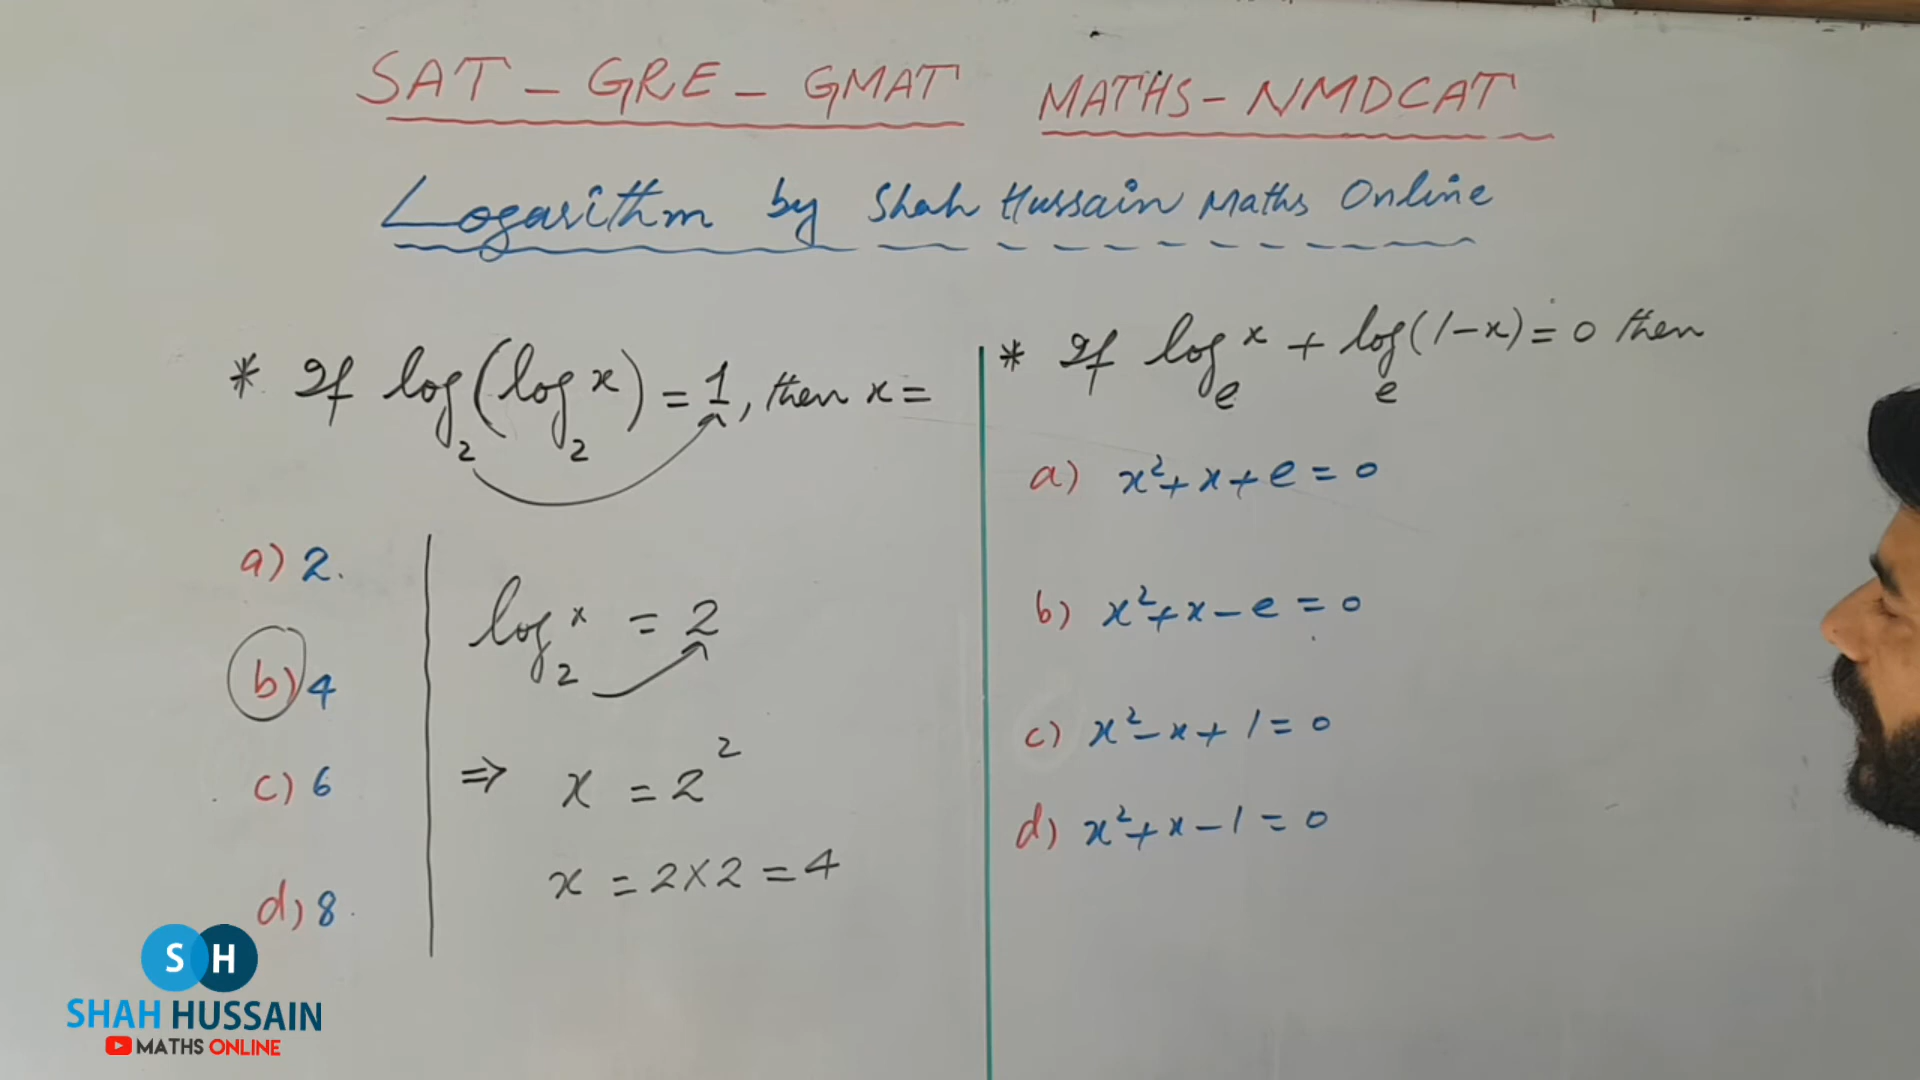 SAT - GRE - GMAT MATHS - NMDCAT
Logarithm by Shah Hussain Maths Online
* If log₂(log₂ x) = 1, then x =
a) 2.
b) 4
c) 6
d) 8.
log₂ x = 2
⇒ x = 2²
x = 2×2 = 4
* If logₑ x + logₑ (1-x) = 0 then
a) x² + x + e = 0
b) x² + x - e = 0
c) x² - x + 1 = 0
d) x² + x - 1 = 0
S H
SHAH HUSSAIN
MATHS ONLINE